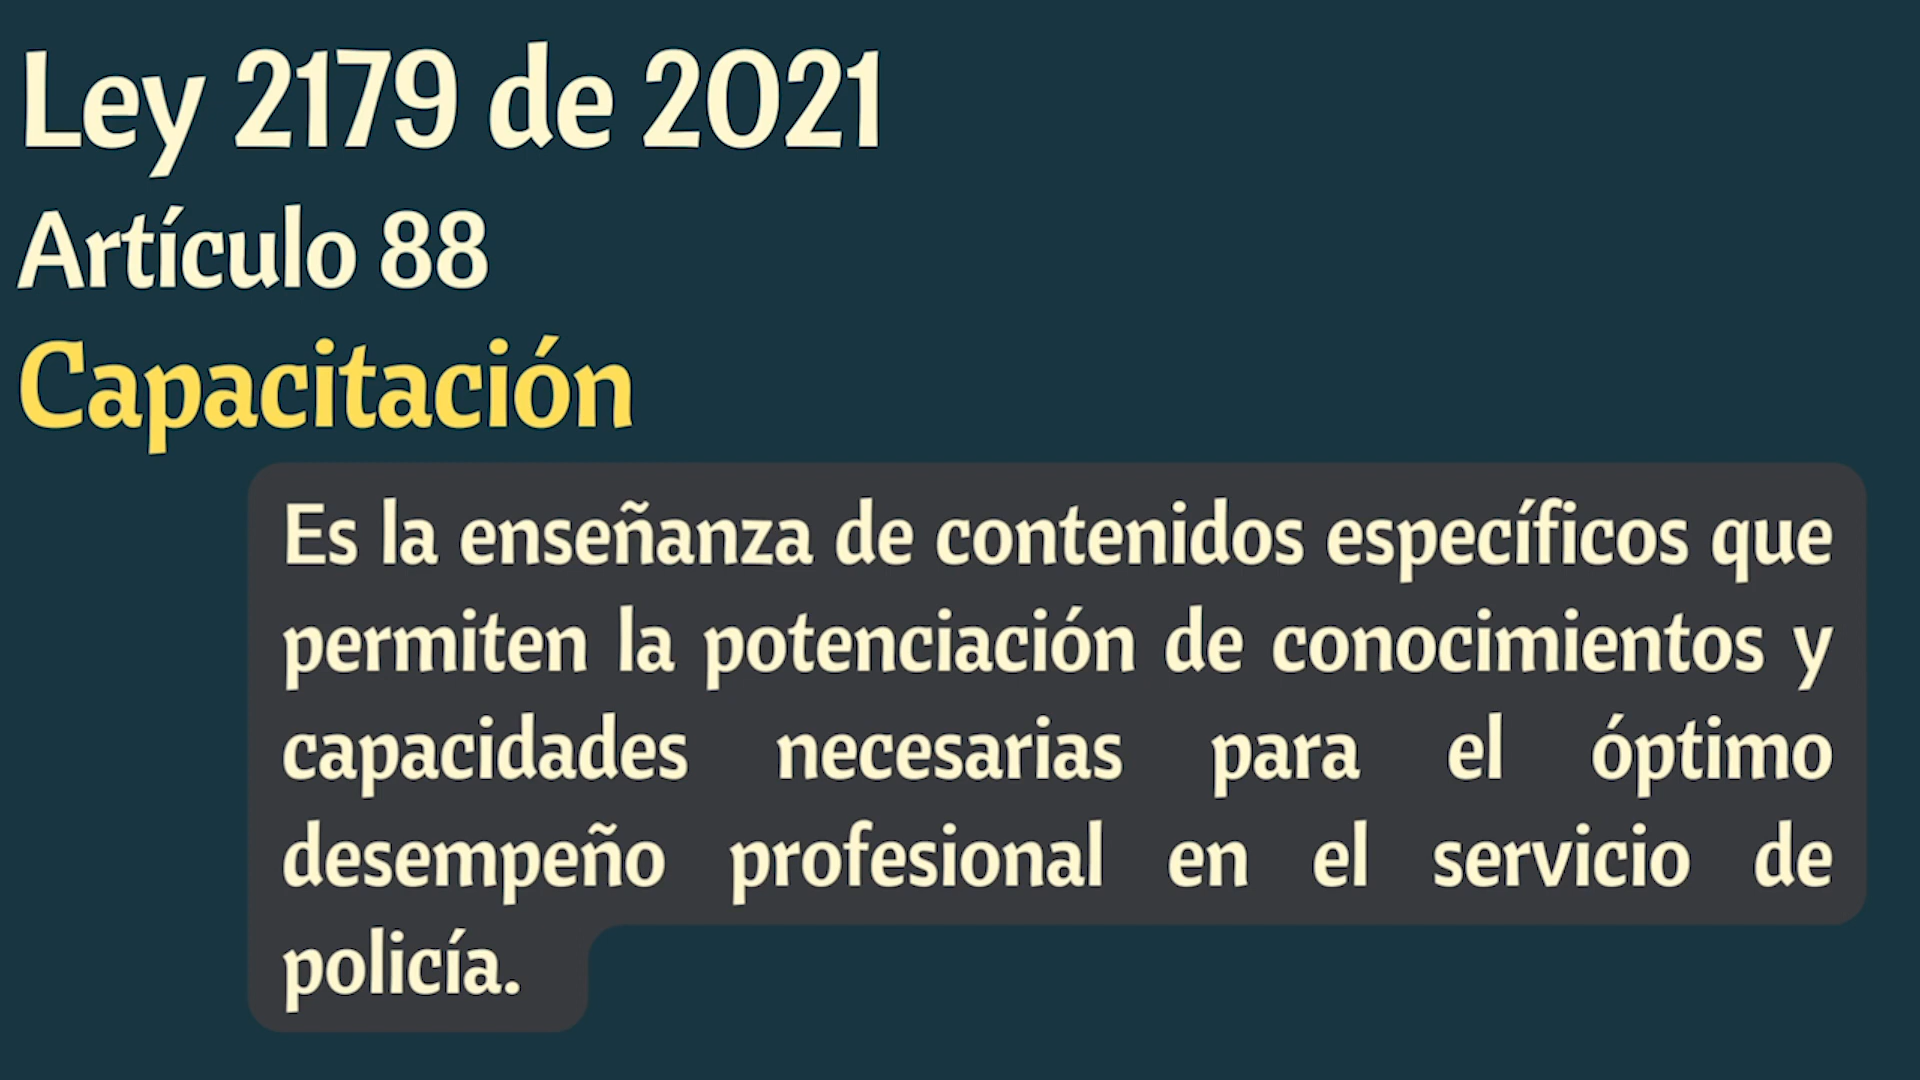 Ley 2179 de 2021
Artículo 88
Capacitación
Es la enseñanza de contenidos específicos que
permiten la potenciación de conocimientos y
capacidades necesarias para el óptimo
desempeño profesional en el servicio de
policía.